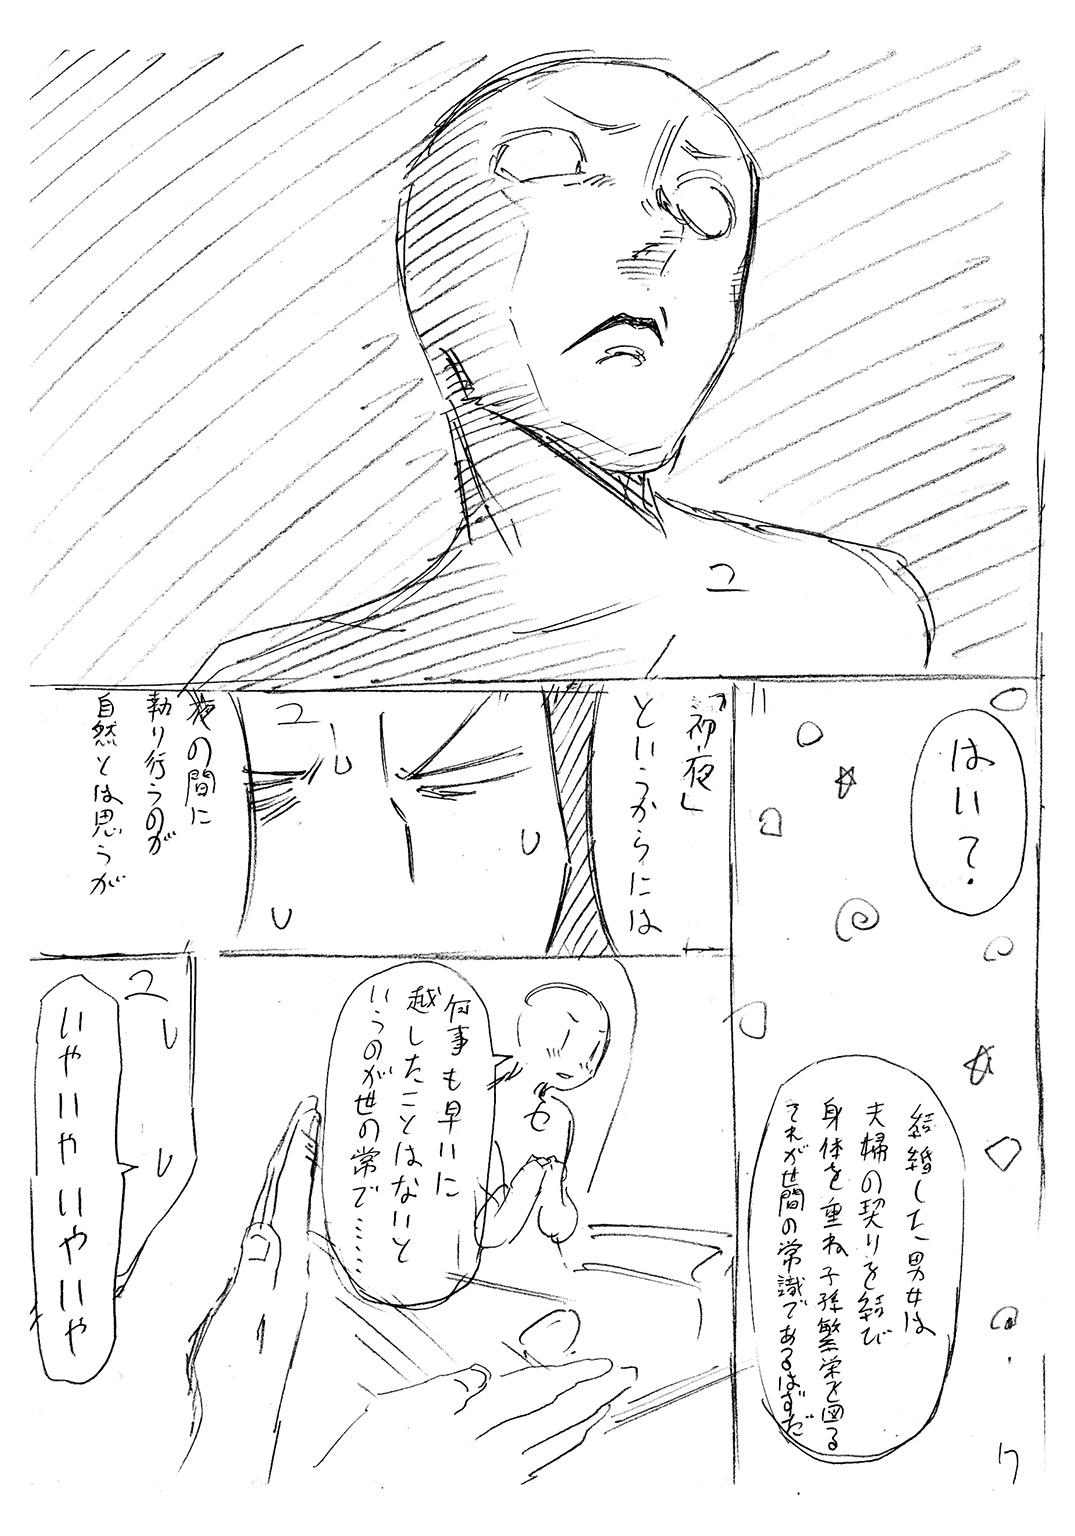 ユ
はい?
結婚した男女は
夫婦の契りを結び
身体を重ね子孫繁栄を図る
それが世間の常識であるはずだ
「初夜」
というからには
ユ
夜の間に
執り行うのが
自然とは思うが
何事も早いに
越したことはないと
いうのが世の常で……
セ
ユ
いやいやいやいや